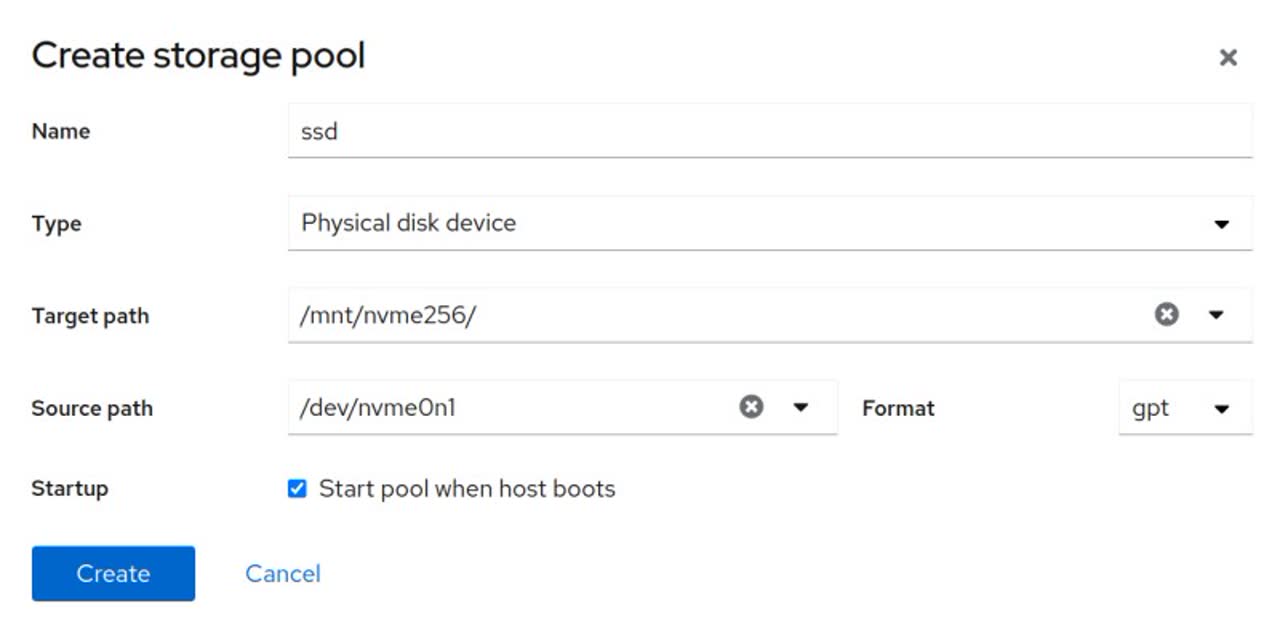 Create storage pool
Name ssd
Type Physical disk device
Target path /mnt/nvme256/
Source path /dev/nvme0n1 Format gpt
Startup Start pool when host boots
Create Cancel